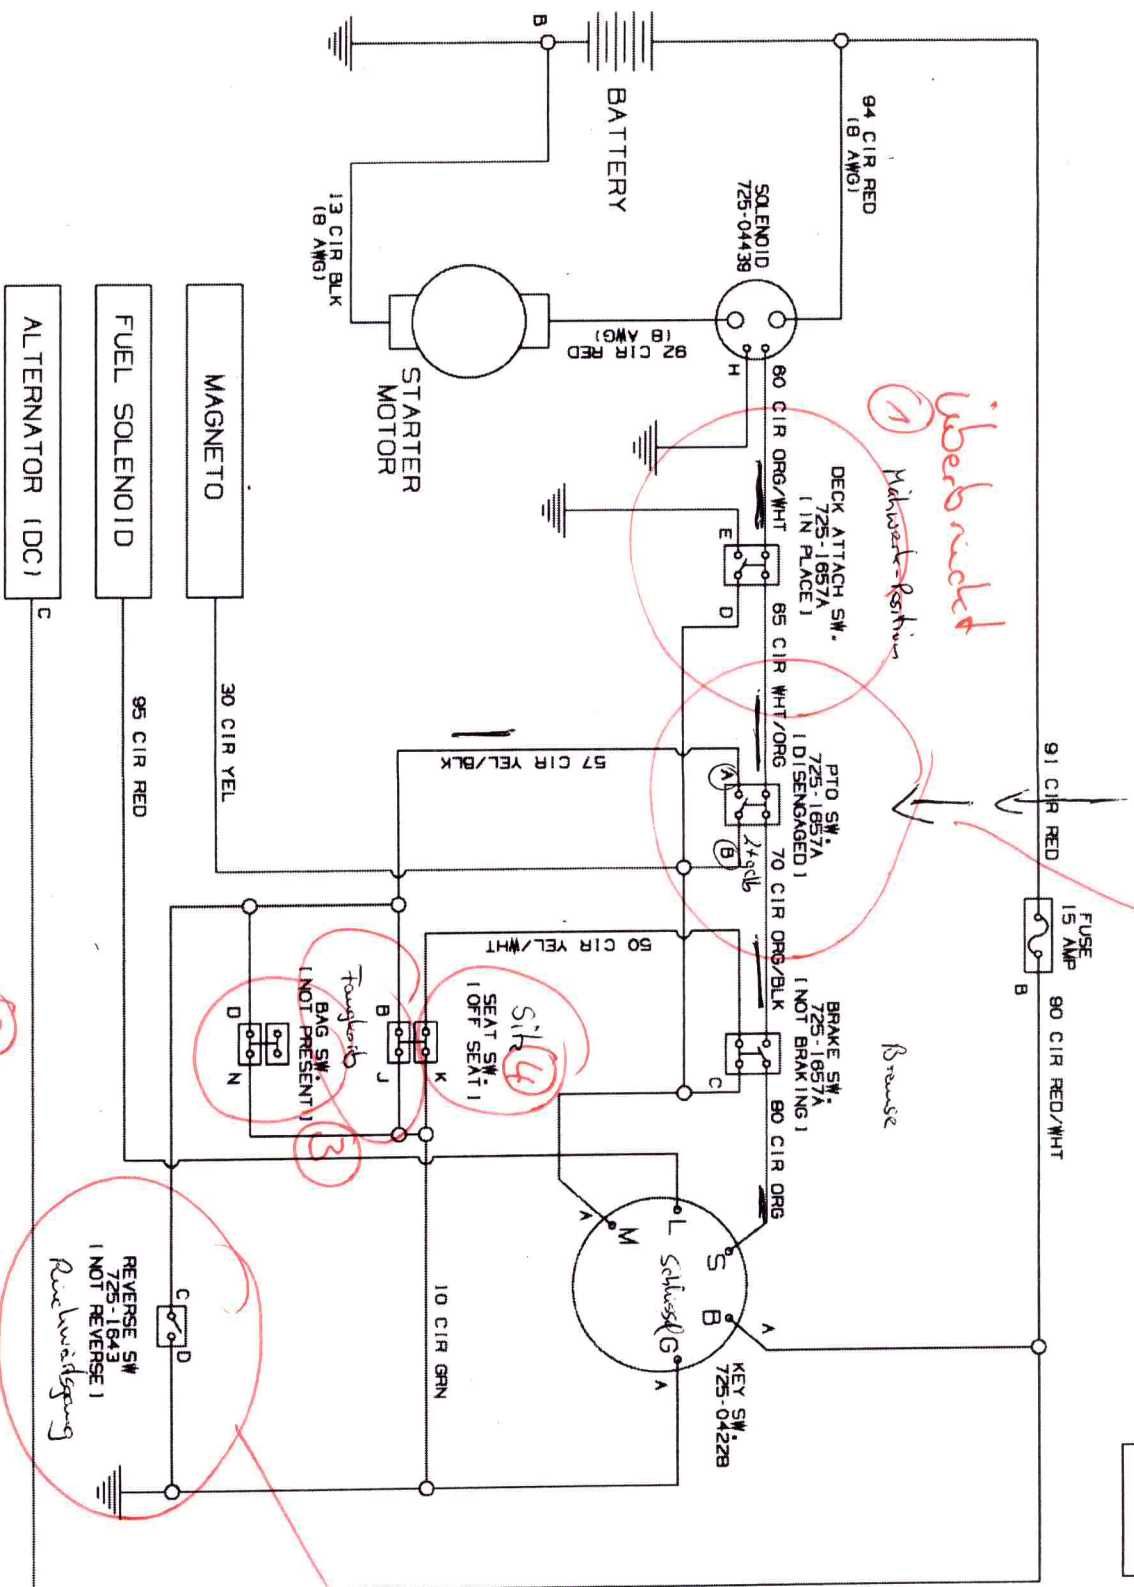 B
BATTERY
94 CIR RED
(8 AWG)
SOLENOID
725-04439
13 CIR BLK
(8 AWG)
92 CIR RED
(8 AWG)
H
STARTER
MOTOR
60 CIR ORG/WHT
Überbrückt
1
Mähwerk-Position
DECK ATTACH SW.
725-1657A
[IN PLACE]
E
D
65 CIR WHT/ORG
PTO SW.
725-1657A
[DISENGAGED]
A
B
57 CIR YEL/BLK
70 CIR ORG/BLK
91 CIR RED
FUSE
15 AMP
B
90 CIR RED/WHT
Bremse
BRAKE SW.
725-1657A
[NOT BRAKING]
C
50 CIR YEL/WHT
80 CIR ORG
Sitz
4
SEAT SW.
[OFF SEAT]
B
J
K
Fangkorb
BAG SW.
[NOT PRESENT]
D
N
3
A
M
L
S
B
G
A
A
Schlüssel
KEY SW.
725-04228
10 CIR GRN
REVERSE SW
725-1643
[NOT REVERSE]
Rückwärtsgang
C
D
MAGNETO
30 CIR YEL
FUEL SOLENOID
95 CIR RED
ALTERNATOR (DC)
C